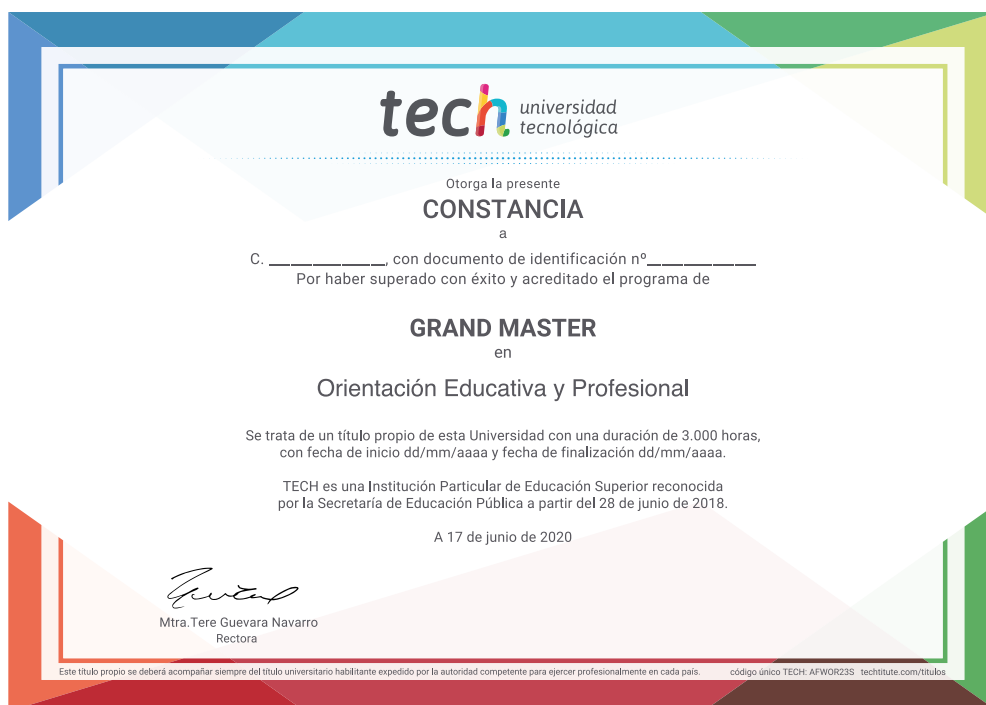 tech universidad
tecnológica
Otorga la presente
CONSTANCIA
a
C. ______________, con documento de identificación nº_____________
Por haber superado con éxito y acreditado el programa de
GRAND MASTER
en
Orientación Educativa y Profesional
Se trata de un título propio de esta Universidad con una duración de 3.000 horas,
con fecha de inicio dd/mm/aaaa y fecha de finalización dd/mm/aaaa.
TECH es una Institución Particular de Educación Superior reconocida
por la Secretaría de Educación Pública a partir del 28 de junio de 2018.
A 17 de junio de 2020
Mtra.Tere Guevara Navarro
Rectora
Este título propio se deberá acompañar siempre del título universitario habilitante expedido por la autoridad competente para ejercer profesionalmente en cada país. código único TECH: AFWOR23S techtitute.com/titulos